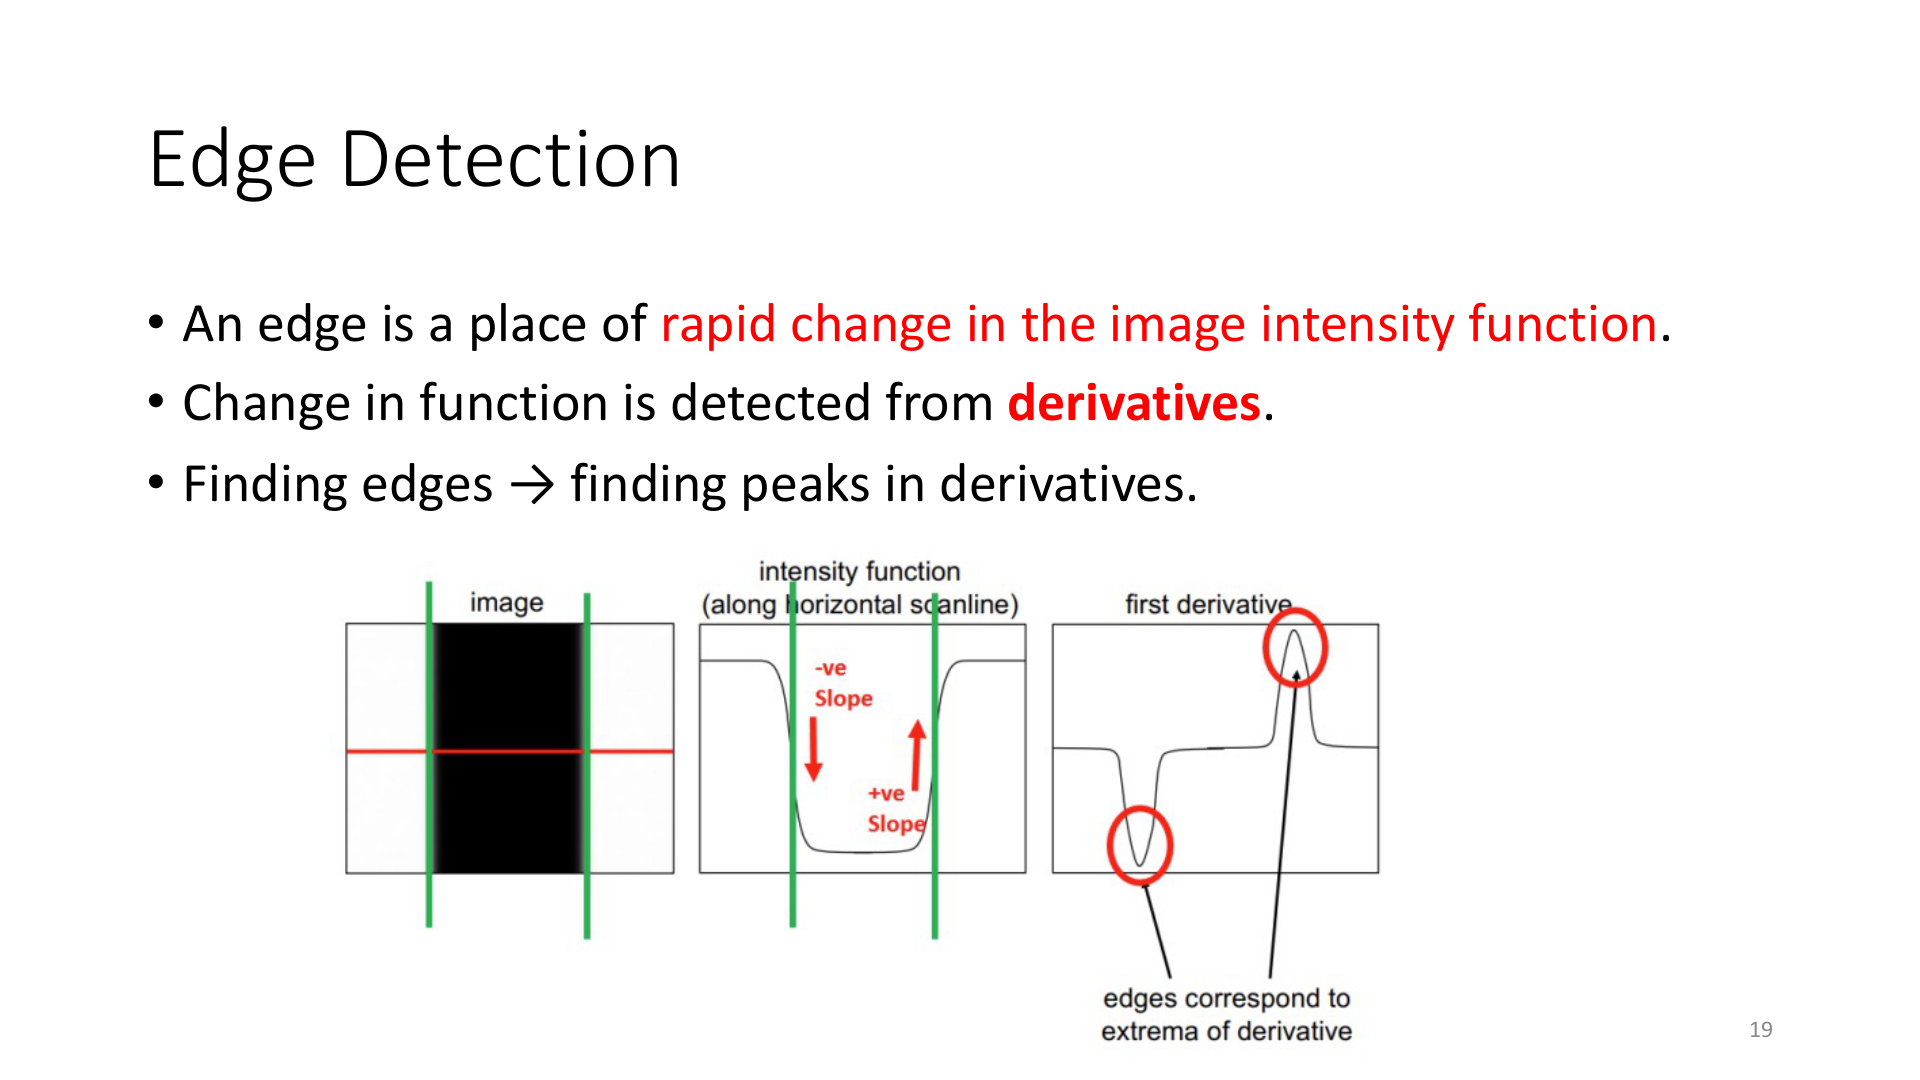 Edge Detection
• An edge is a place of rapid change in the image intensity function.
• Change in function is detected from derivatives.
• Finding edges → finding peaks in derivatives.
image
intensity function
(along horizontal scanline)
first derivative
-ve
Slope
+ve
Slope
edges correspond to
extrema of derivative
19